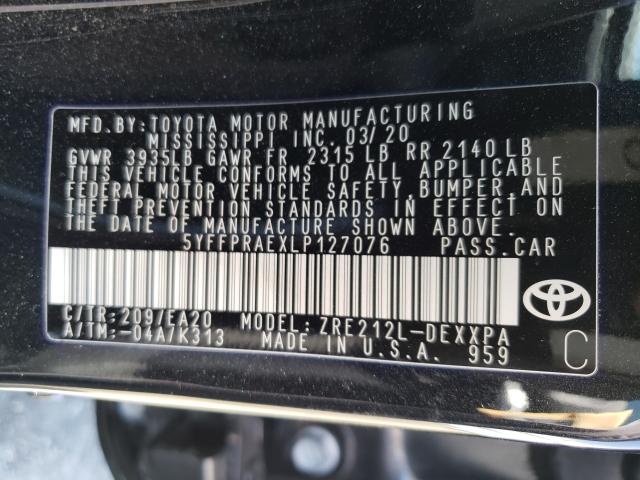 MFD.BY:TOYOTA MOTOR MANUFACTURING
MISSISSIPPI INC. 03/20
GVWR 3935LB GAWR FR 2315 LB RR 2140 LB
THIS VEHICLE CONFORMS TO ALL APPLICABLE
FEDERAL MOTOR VEHICLE SAFETY, BUMPER, AND
THEFT PREVENTION STANDARDS IN EFFECT ON
THE DATE OF MANUFACTURE SHOWN ABOVE.
5YFFPRAEXLP127076 PASS.CAR
C/TR:209/EA20 MODEL: ZRE212L-DEXXPA
A/TM:-04A/K313 MADE IN U.S.A. 959
C